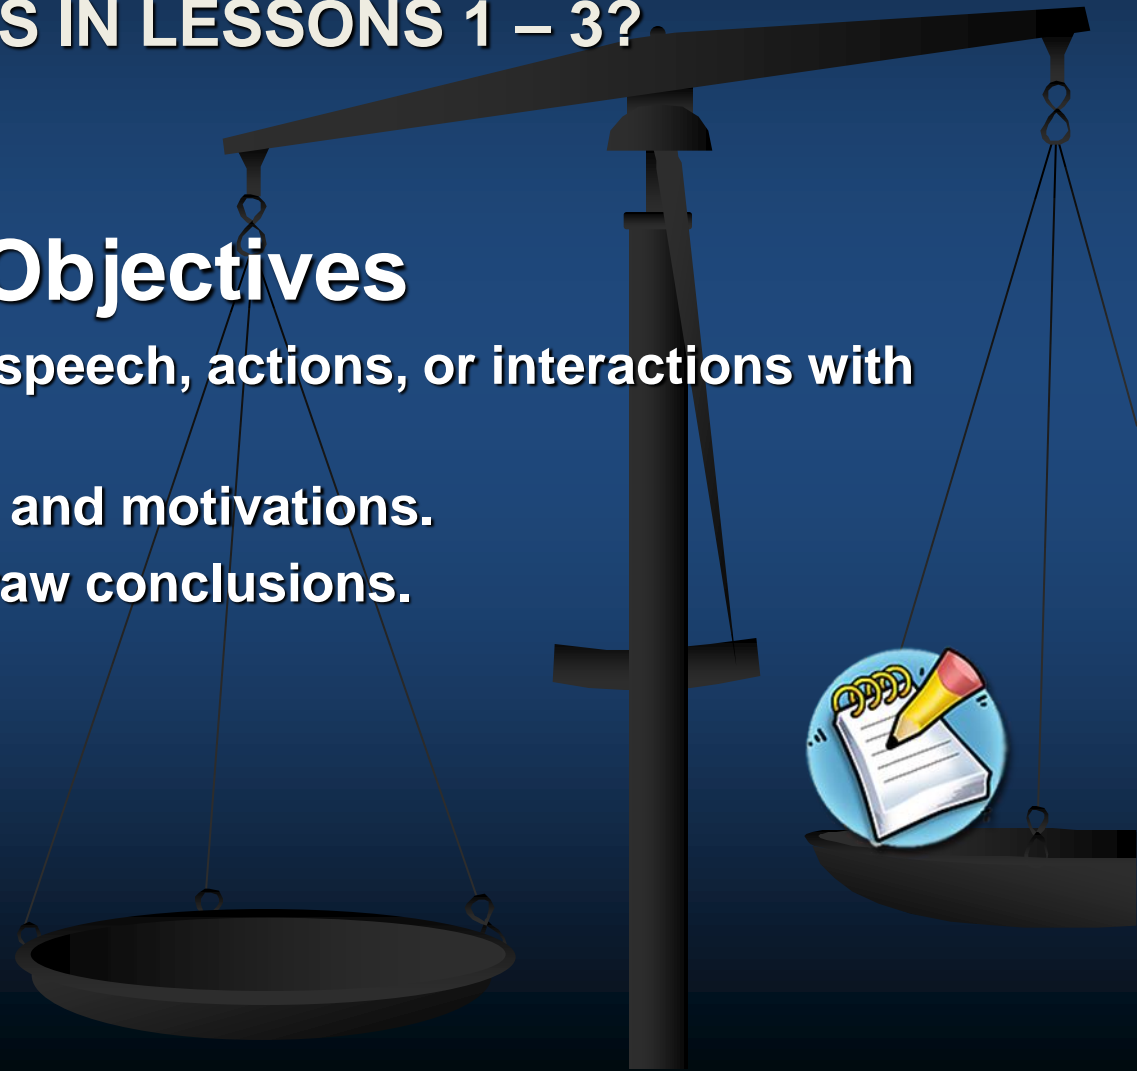 S IN LESSONS 1 – 3?
Objectives
speech, actions, or interactions with
and motivations.
aw conclusions.